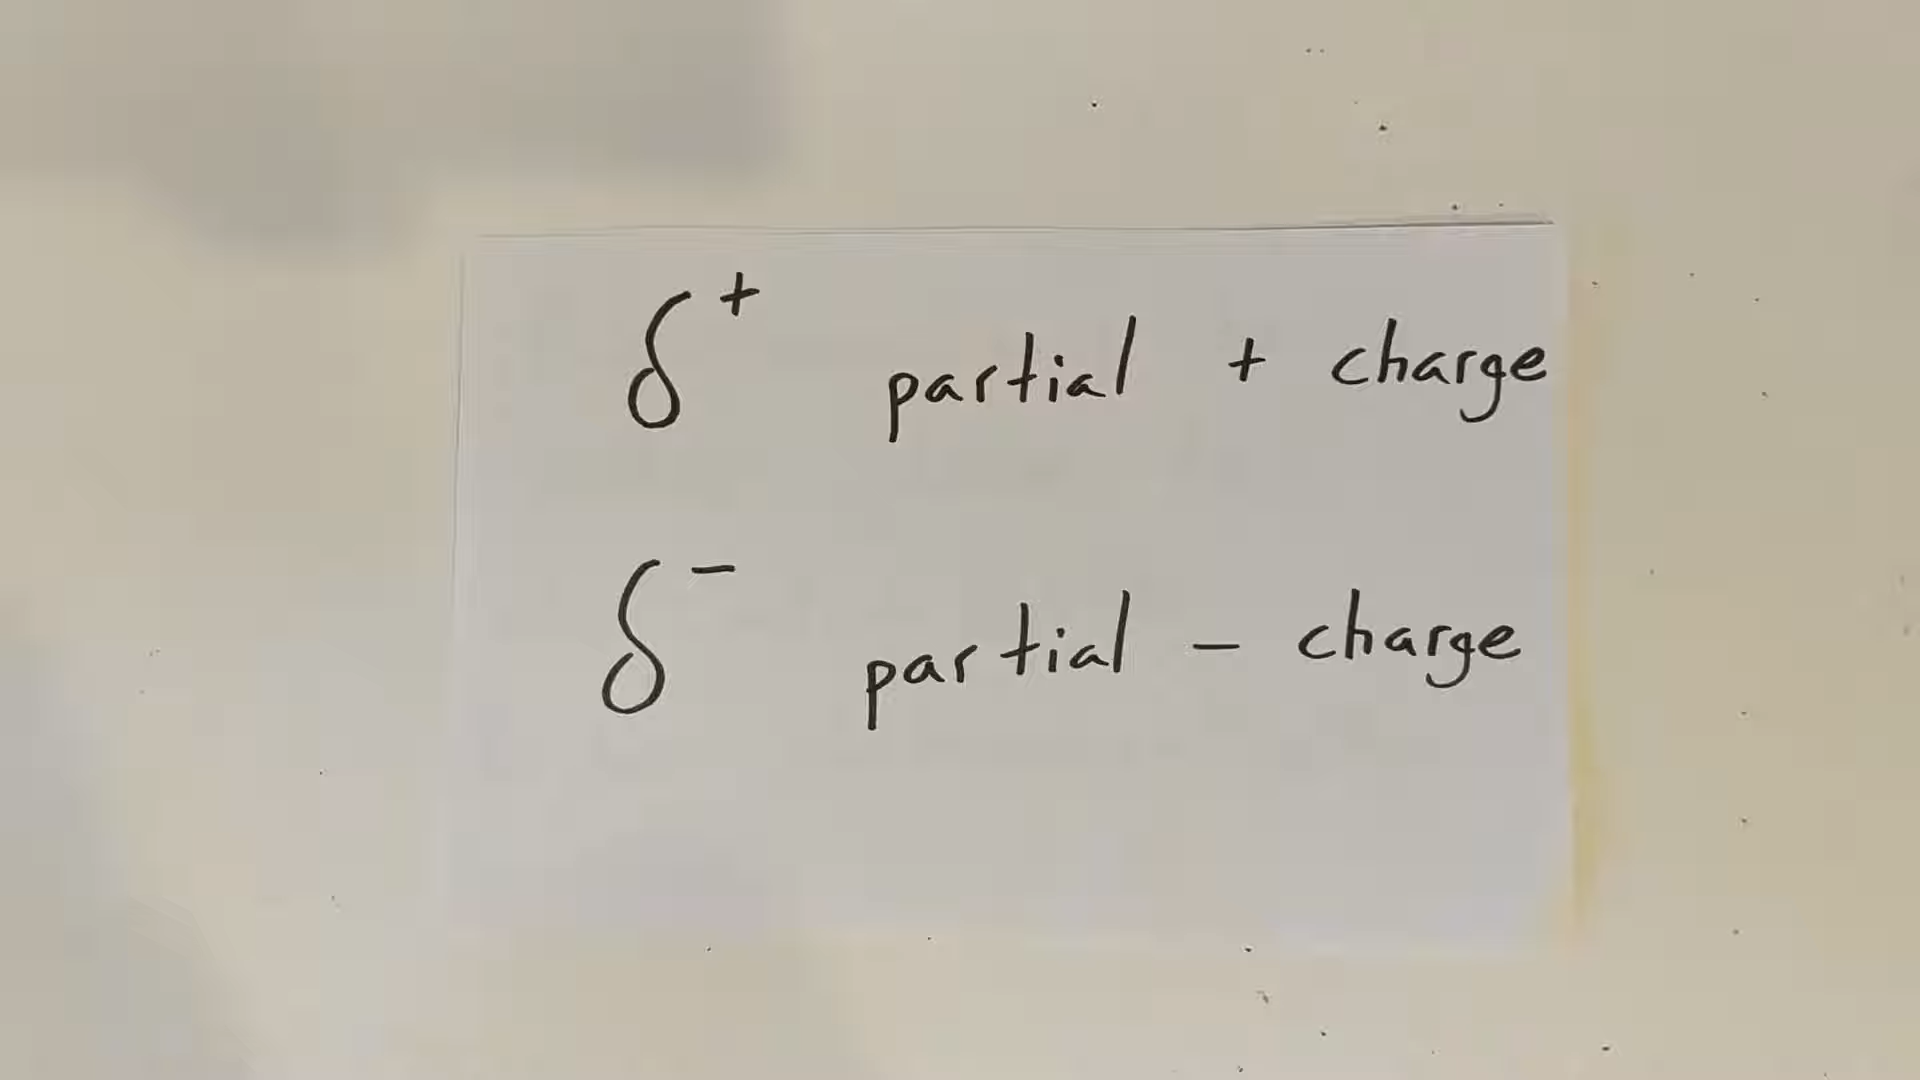 δ⁺ partial + charge
δ⁻ partial – charge